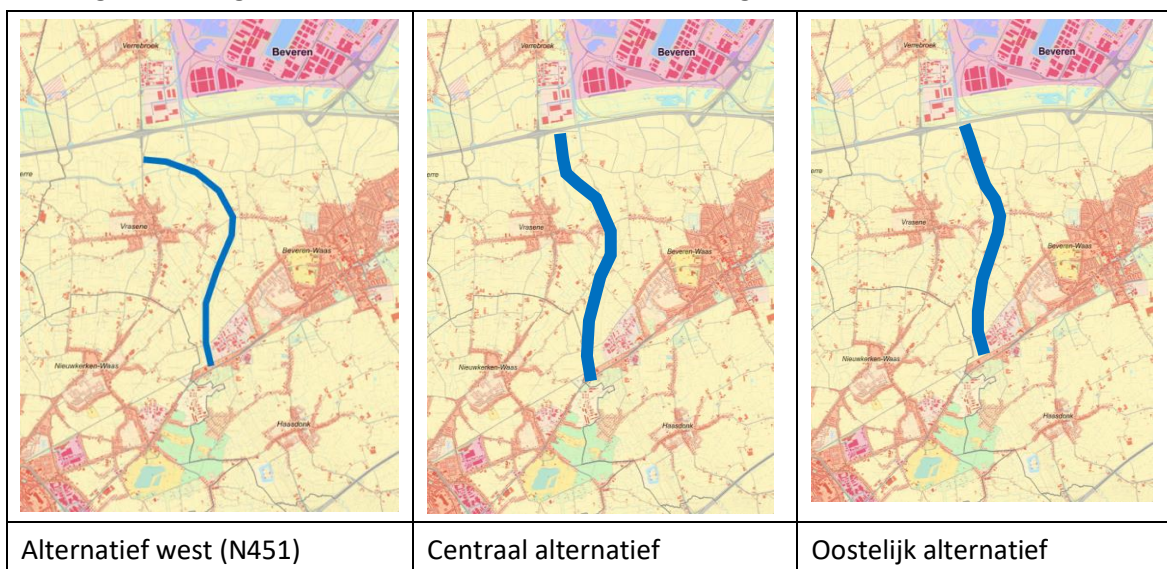 Verrebroek
Beveren
Vrasene
Beveren-Waas
Nieuwkerken-Waas
Haasdonk
Verrebroek
Beveren
Vrasene
Beveren-Waas
Nieuwkerken-Waas
Haasdonk
Verrebroek
Beveren
Vrasene
Beveren-Waas
Nieuwkerken-Waas
Haasdonk
Alternatief west (N451)
Centraal alternatief
Oostelijk alternatief